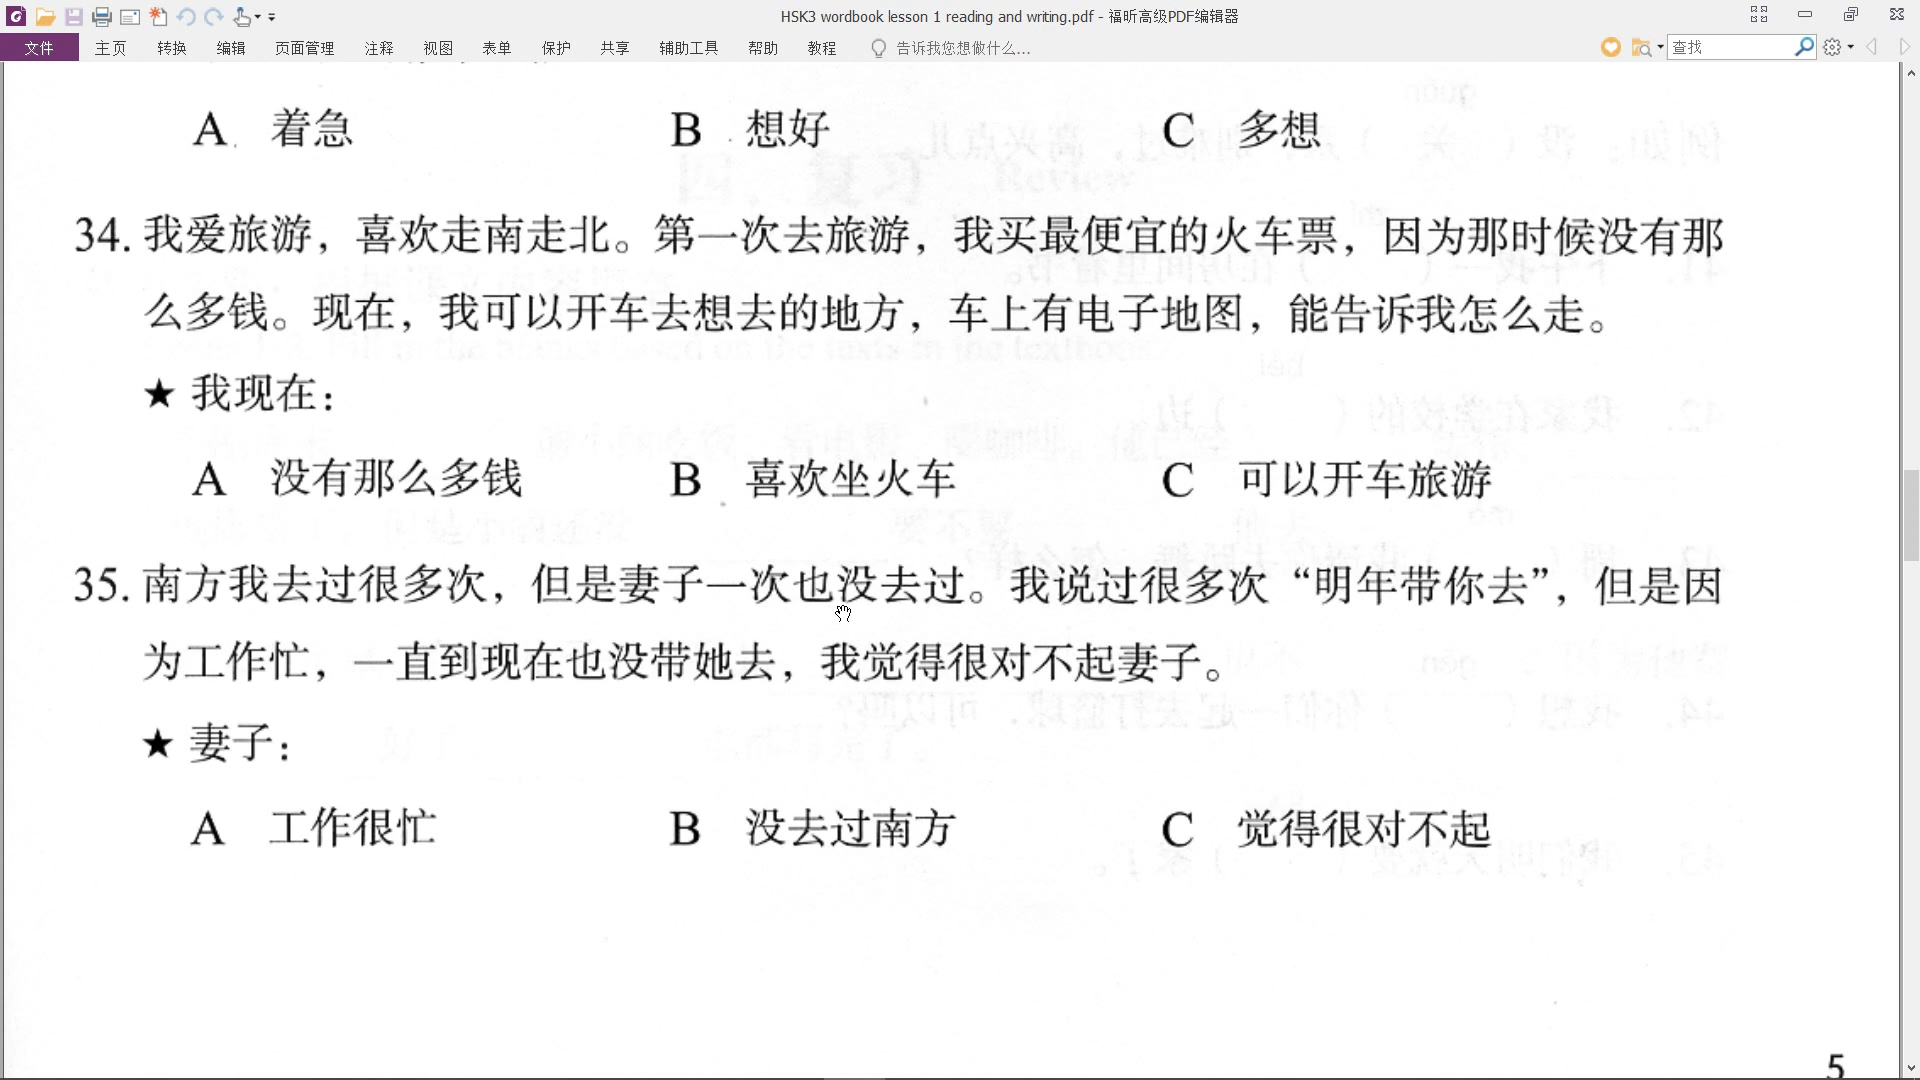 HSK3 wordbook lesson 1 reading and writing.pdf - 福昕高级PDF编辑器
文件 主页 转换 编辑 页面管理 注释 视图 表单 保护 共享 辅助工具 帮助 教程 告诉我您想做什么... 查找
A 着急 B 想好 C 多想
34. 我爱旅游，喜欢走南走北。第一次去旅游，我买最便宜的火车票，因为那时候没有那
么多钱。现在，我可以开车去想去的地方，车上有电子地图，能告诉我怎么走。
★ 我现在：
A 没有那么多钱 B 喜欢坐火车 C 可以开车旅游
35. 南方我去过很多次，但是妻子一次也没去过。我说过很多次“明年带你去”，但是因
为工作忙，一直到现在也没带她去，我觉得很对不起妻子。
★ 妻子：
A 工作很忙 B 没去过南方 C 觉得很对不起
5